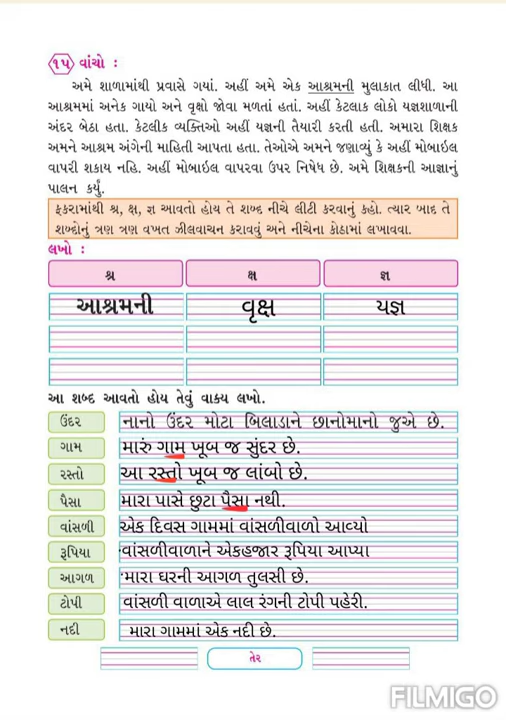 ૧૫ વાંચો :
અમે શાળામાંથી પ્રવાસે ગયાં. અહીં અમે એક આશ્રમની મુલાકાત લીધી. આ
આશ્રમમાં અનેક ગાયો અને વૃક્ષો જોવા મળતાં હતાં. અહીં કેટલાક લોકો યજ્ઞશાળાની
અંદર બેઠા હતા. કેટલીક વ્યક્તિઓ અહીં યજ્ઞની તૈયારી કરતી હતી. અમારા શિક્ષક
અમને આશ્રમ અંગેની માહિતી આપતા હતા. તેઓએ અમને જણાવ્યું કે અહીં મોબાઇલ
વાપરી શકાય નહિ. અહીં મોબાઇલ વાપરવા ઉપર નિષેધ છે. અમે શિક્ષકની આજ્ઞાનું
પાલન કર્યું.
ફકરામાંથી શ્ર, ક્ષ, જ્ઞ આવતો હોય તે શબ્દ નીચે લીટી કરવાનું કહો. ત્યાર બાદ તે
શબ્દોનું ત્રણ ત્રણ વખત ઝીલવાચન કરાવવું અને નીચેના કોઠામાં લખાવવા.
લખો :
શ્ર ક્ષ જ્ઞ
આશ્રમની વૃક્ષ યજ્ઞ
આ શબ્દ આવતો હોય તેવું વાક્ય લખો.
ઉંદર નાનો ઉંદર મોટા બિલાડાને છાનોમાનો જુએ છે.
ગામ મારું ગામ ખૂબ જ સુંદર છે.
રસ્તો આ રસ્તો ખૂબ જ લાંબો છે.
પૈસા મારા પાસે છુટા પૈસા નથી.
વાંસળી એક દિવસ ગામમાં વાંસળીવાળો આવ્યો
રૂપિયા વાંસળીવાળાને એકહજાર રૂપિયા આપ્યા
આગળ મારા ઘરની આગળ તુલસી છે.
ટોપી વાંસળી વાળાએ લાલ રંગની ટોપી પહેરી.
નદી મારા ગામમાં એક નદી છે.
તેર
FILMIGO